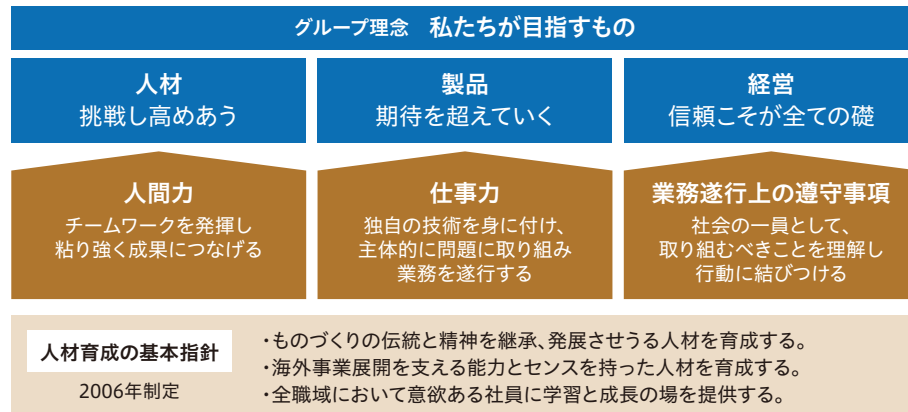 グループ理念 私たちが目指すもの
人材
挑戦し高めあう
製品
期待を超えていく
経営
信頼こそが全ての礎
人間力
チームワークを発揮し
粘り強く成果につなげる
仕事力
独自の技術を身に付け、
主体的に問題に取り組み
業務を遂行する
業務遂行上の遵守事項
社会の一員として、
取り組むべきことを理解し
行動に結びつける
人材育成の基本指針
2006年制定
・ものづくりの伝統と精神を継承、発展させうる人材を育成する。
・海外事業展開を支える能力とセンスを持った人材を育成する。
・全職域において意欲ある社員に学習と成長の場を提供する。